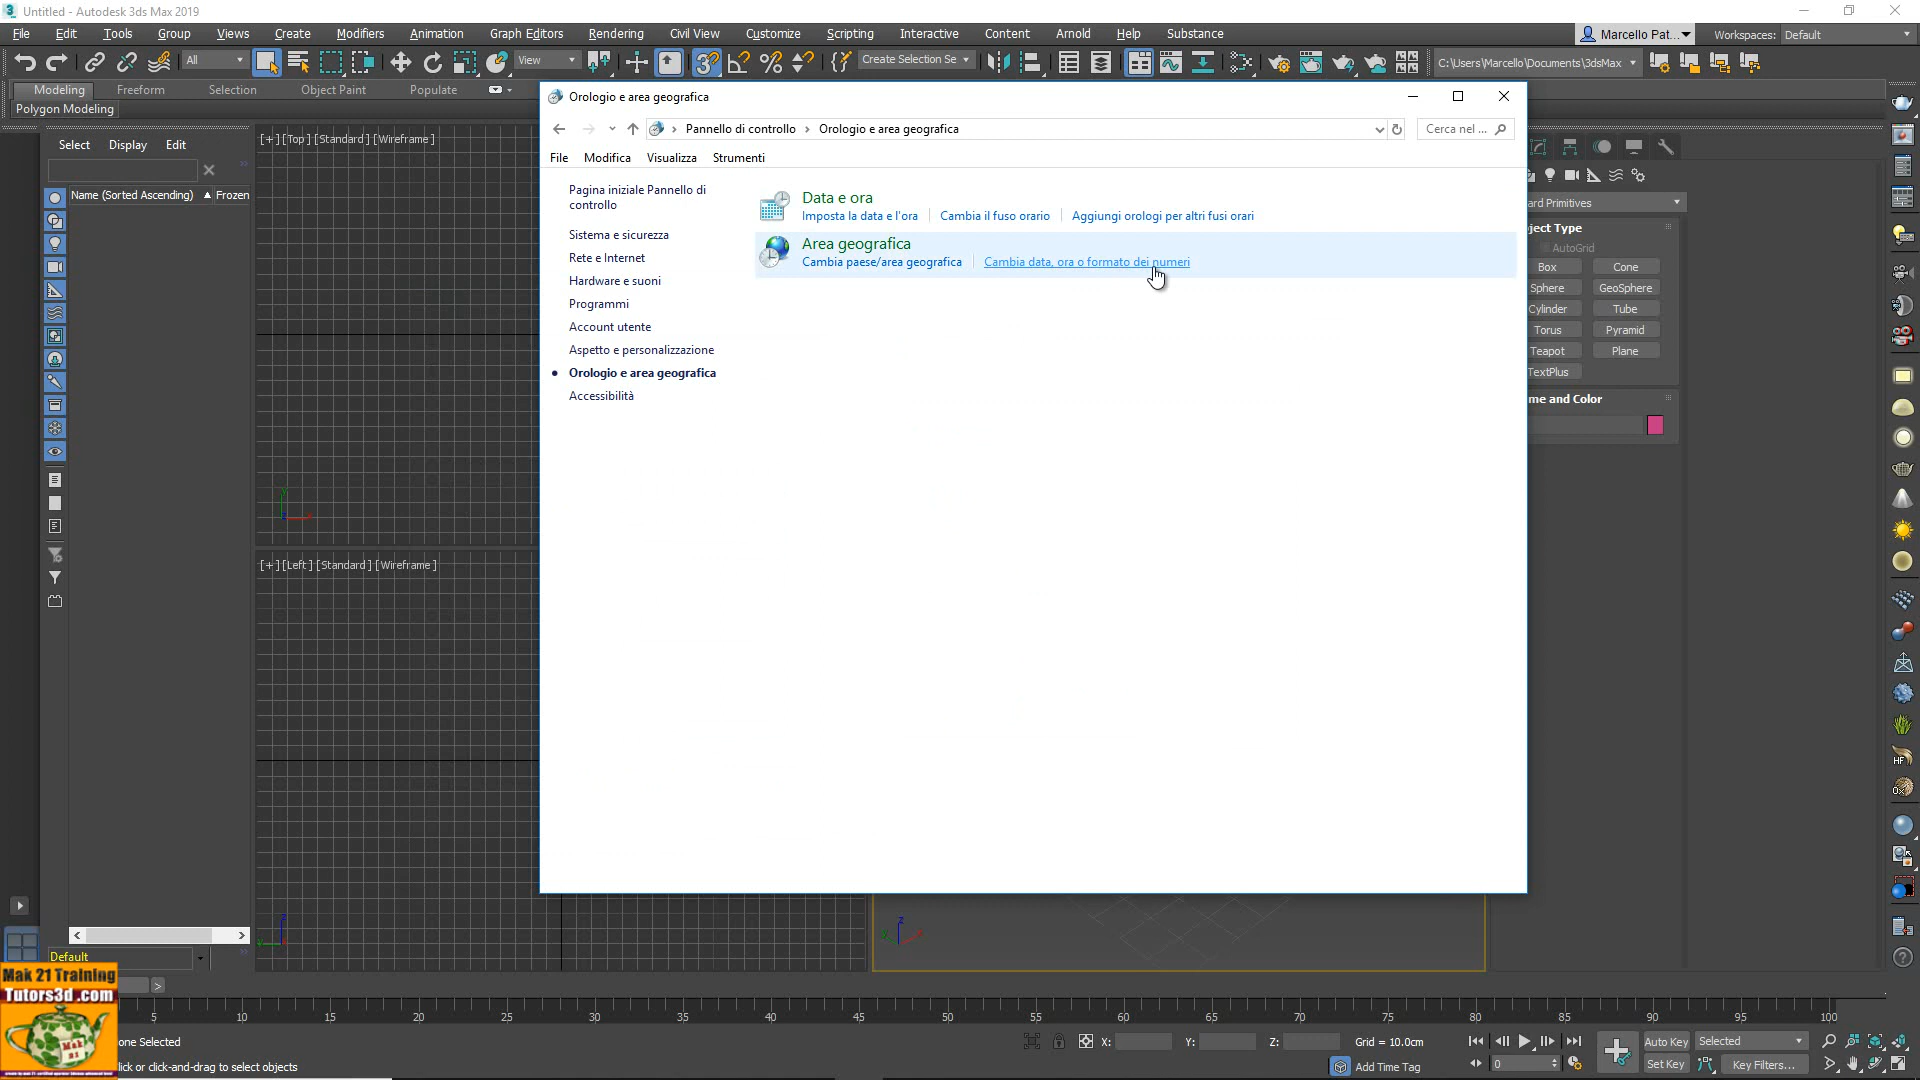 Untitled - Autodesk 3ds Max 2019
File Edit Tools Group Views Create Modifiers Animation Graph Editors Rendering Civil View Customize Scripting Interactive Content Arnold Help Substance
Marcello Pat... Workspaces: Default
All View Create Selection Se C:\Users\Marcello\Documents\3dsMax
Modeling Freeform Selection Object Paint Populate
Polygon Modeling
Select Display Edit
Name (Sorted Ascending) Frozen
[+] [Top] [Standard] [Wireframe]
[+] [Left] [Standard] [Wireframe]
Orologio e area geografica
Pannello di controllo Orologio e area geografica
Cerca nel ...
File Modifica Visualizza Strumenti
Pagina iniziale Pannello di
controllo
Sistema e sicurezza
Rete e Internet
Hardware e suoni
Programmi
Account utente
Aspetto e personalizzazione
Orologio e area geografica
Accessibilità
Data e ora
Imposta la data e l'ora Cambia il fuso orario Aggiungi orologi per altri fusi orari
Area geografica
Cambia paese/area geografica Cambia data, ora o formato dei numeri
ard Primitives
ject Type
AutoGrid
Box Cone
Sphere GeoSphere
Cylinder Tube
Torus Pyramid
Teapot Plane
TextPlus
me and Color
Default
Mak 21 Training
Tutors3d .com
5 10 15 20 25 30 35 40 45 50 55 60 65 70 75 80 85 90 95 100
one Selected
lick or click-and-drag to select objects
X: Y: Z: Grid = 10.0cm
Add Time Tag
0
Auto Key Selected
Set Key Key Filters...